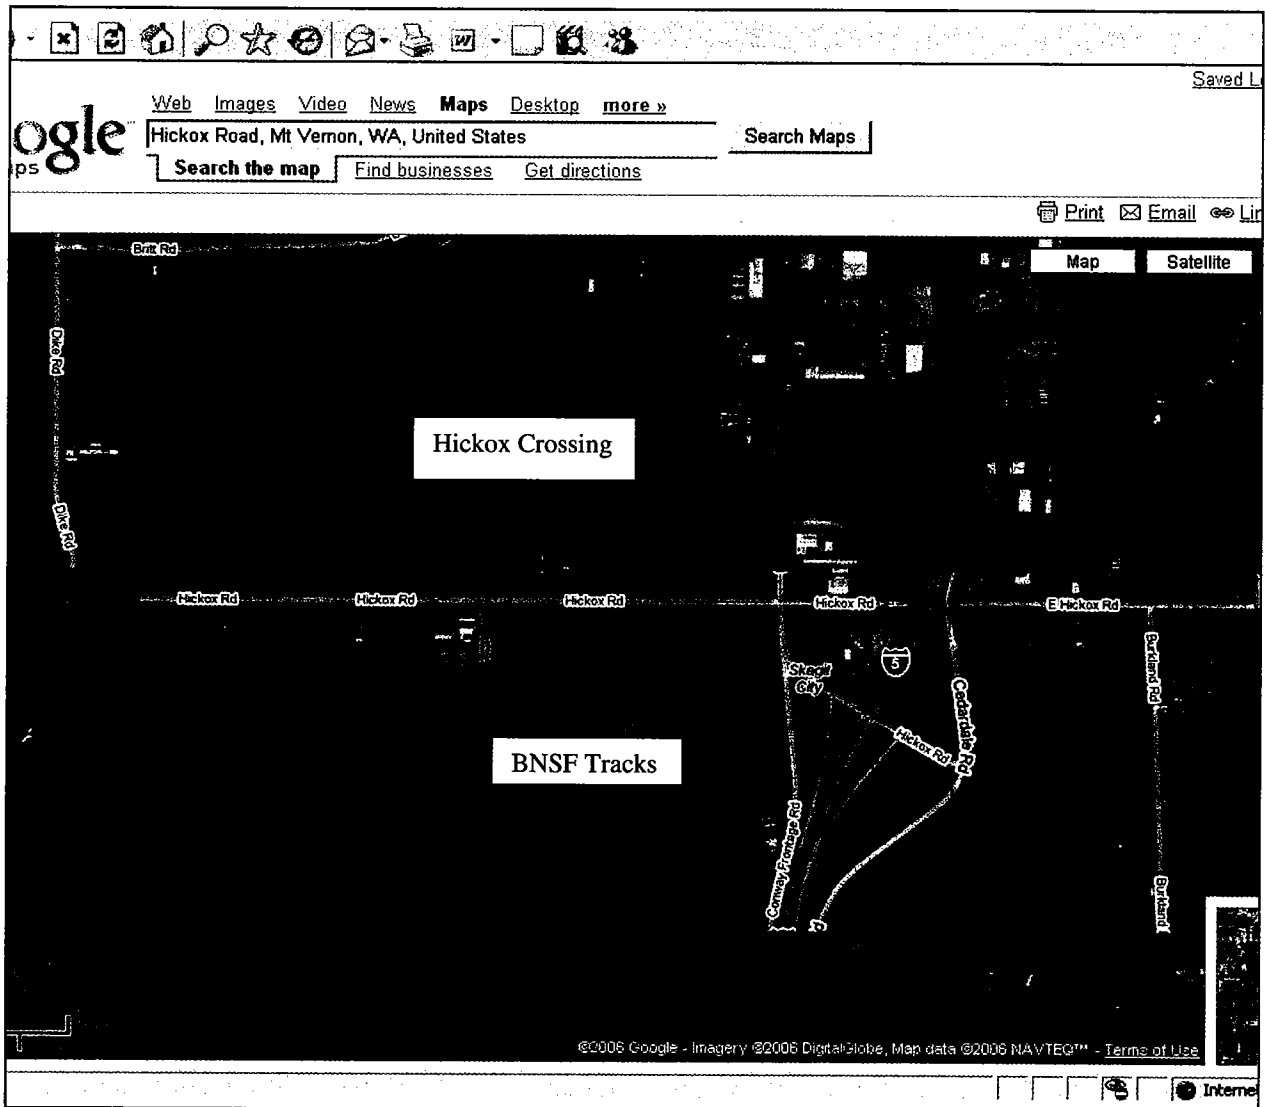 W
Saved L
Web Images Video News Maps Desktop more »
ogle
ps
Hickox Road, Mt Vernon, WA, United States
Search Maps
Search the map Find businesses Get directions
Print Email Lin
Britt Rd
Map Satellite
Dike Rd
Hickox Crossing
Dike Rd
Hickox Rd Hickox Rd Hickox Rd Hickox Rd E Hickox Rd
Burkland Rd
5
Skagit
City
Cedardale Rd
Hickox Rd
BNSF Tracks
Conway Frontage Rd
Burkland
©2006 Google - Imagery ©2006 DigitalGlobe, Map data ©2006 NAVTEQ™ - Terms of Use
Interne